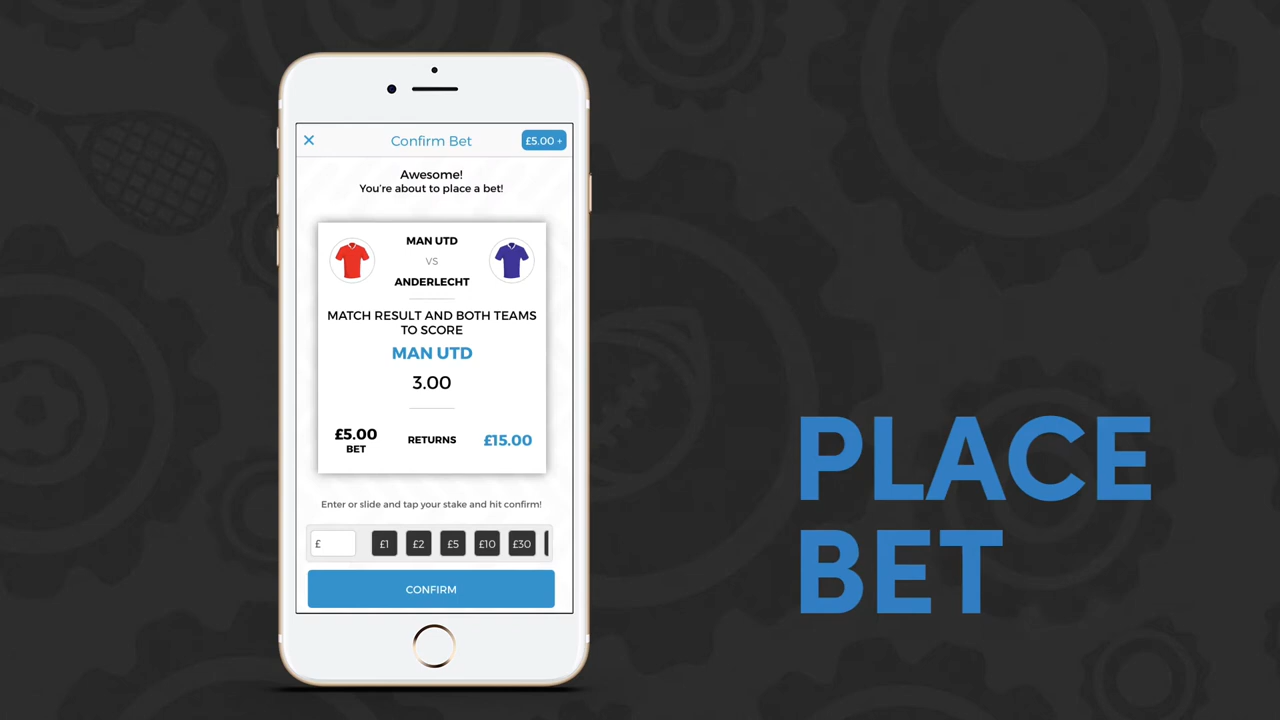 Confirm Bet
£5.00 +
Awesome!
You're about to place a bet!
MAN UTD
VS
ANDERLECHT
MATCH RESULT AND BOTH TEAMS
TO SCORE
MAN UTD
3.00
£5.00
BET
RETURNS
£15.00
Enter or slide and tap your stake and hit confirm!
£
£1
£2
£5
£10
£30
CONFIRM
PLACE
BET